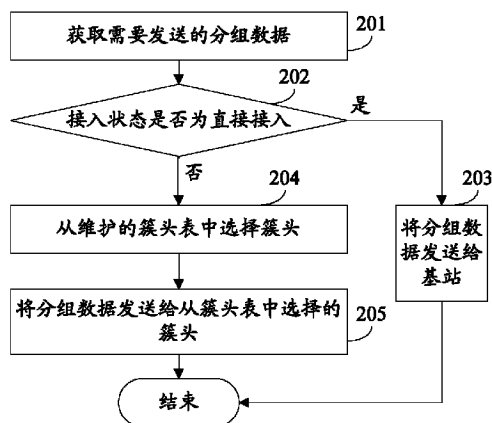 获取需要发送的分组数据
201
202
接入状态是否为直接接入
是
否
204
203
从维护的簇头表中选择簇头
将分组数
据发送给
基站
将分组数据发送给从簇头表中选择的
簇头
205
结束